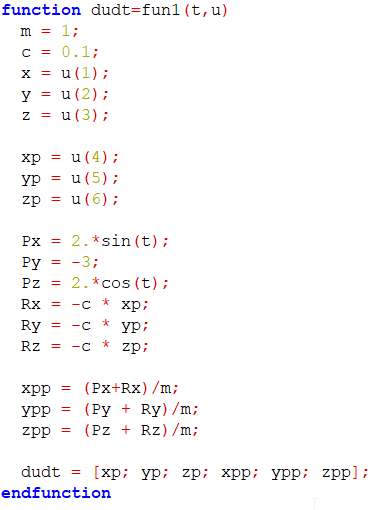 function dudt=fun1(t,u)
m = 1;
c = 0.1;
x = u(1);
y = u(2);
z = u(3);
xp = u(4);
yp = u(5);
zp = u(6);
Px = 2.*sin(t);
Py = -3;
Pz = 2.*cos(t);
Rx = -c * xp;
Ry = -c * yp;
Rz = -c * zp;
xpp = (Px+Rx)/m;
ypp = (Py + Ry)/m;
zpp = (Pz + Rz)/m;
dudt = [xp; yp; zp; xpp; ypp; zpp];
endfunction